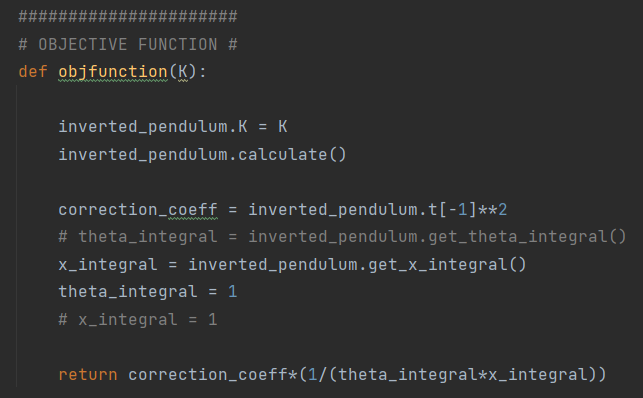 ######################
# OBJECTIVE FUNCTION #
def objfunction(K):
inverted_pendulum.K = K
inverted_pendulum.calculate()
correction_coeff = inverted_pendulum.t[-1]**2
# theta_integral = inverted_pendulum.get_theta_integral()
x_integral = inverted_pendulum.get_x_integral()
theta_integral = 1
# x_integral = 1
return correction_coeff*(1/(theta_integral*x_integral))